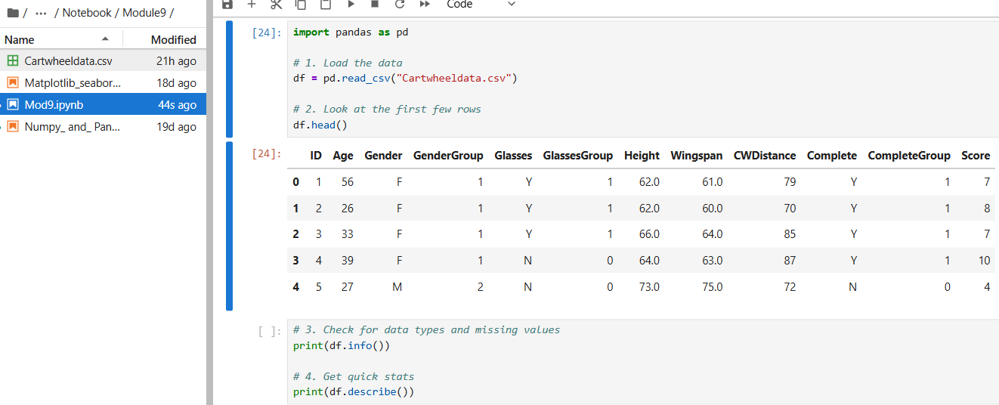 / ... / Notebook / Module9 /
Code
Name Modified
Cartwheeldata.csv 21h ago
Matplotlib_seabor... 18d ago
Mod9.ipynb 44s ago
Numpy_ and_ Pan... 19d ago
[24]: import pandas as pd
# 1. Load the data
df = pd.read_csv("Cartwheeldata.csv")
# 2. Look at the first few rows
df.head()
[24]: ID Age Gender GenderGroup Glasses GlassesGroup Height Wingspan CWDistance Complete CompleteGroup Score
0 1 56 F 1 Y 1 62.0 61.0 79 Y 1 7
1 2 26 F 1 Y 1 62.0 60.0 70 Y 1 8
2 3 33 F 1 Y 1 66.0 64.0 85 Y 1 7
3 4 39 F 1 N 0 64.0 63.0 87 Y 1 10
4 5 27 M 2 N 0 73.0 75.0 72 N 0 4
[ ]: # 3. Check for data types and missing values
print(df.info())
# 4. Get quick stats
print(df.describe())